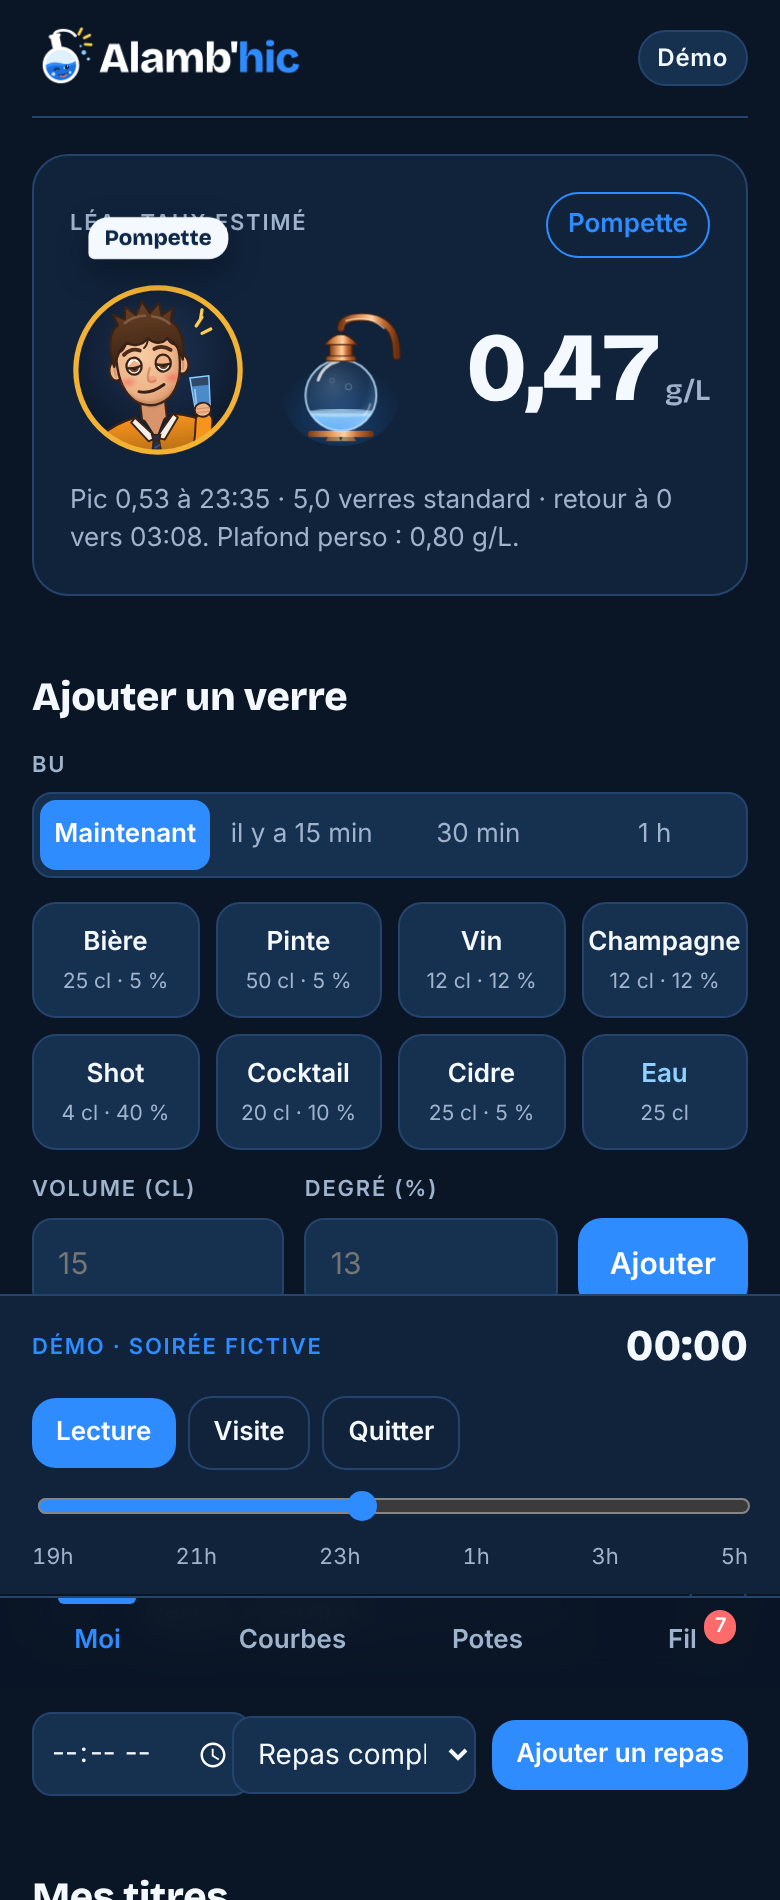 Alamb'hic
Démo
LÉA · TAUX ESTIMÉ
Pompette
Pompette
0,47 g/L
Pic 0,53 à 23:35 · 5,0 verres standard · retour à 0
vers 03:08. Plafond perso : 0,80 g/L.
Ajouter un verre
BU
Maintenant il y a 15 min 30 min 1 h
Bière Pinte Vin Champagne
25 cl · 5 % 50 cl · 5 % 12 cl · 12 % 12 cl · 12 %
Shot Cocktail Cidre Eau
4 cl · 40 % 20 cl · 10 % 25 cl · 5 % 25 cl
VOLUME (CL) DEGRÉ (%)
15 13 Ajouter
DÉMO · SOIRÉE FICTIVE 00:00
Lecture Visite Quitter
19h 21h 23h 1h 3h 5h
Moi Courbes Potes Fil 7
--:-- -- Repas compl Ajouter un repas
Mes titres